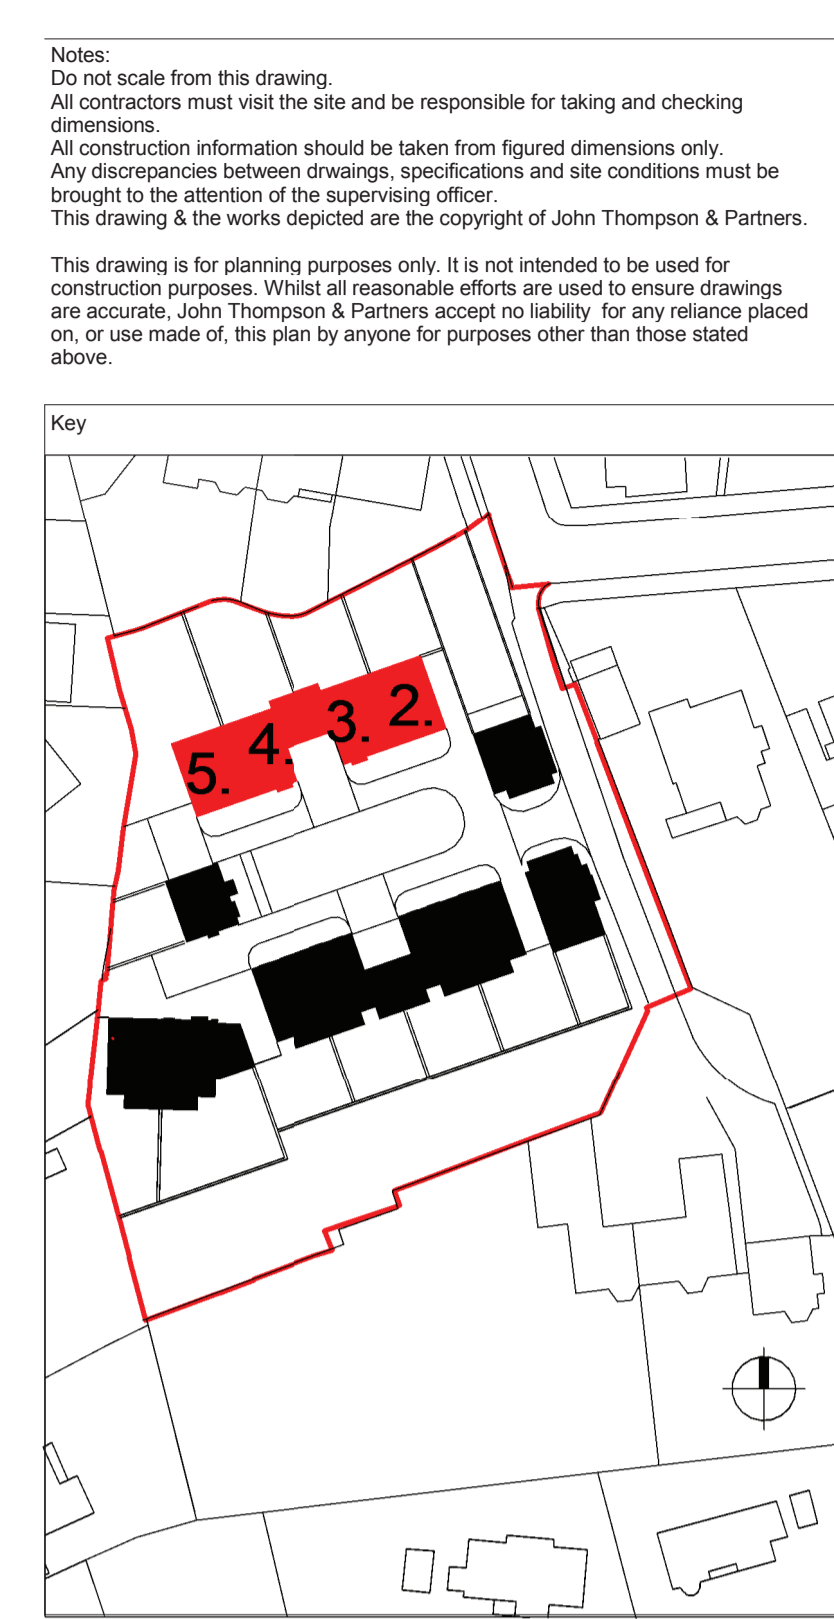 Notes:
Do not scale from this drawing.
All contractors must visit the site and be responsible for taking and checking
dimensions.
All construction information should be taken from figured dimensions only.
Any discrepancies between drwaings, specifications and site conditions must be
brought to the attention of the supervising officer.
This drawing & the works depicted are the copyright of John Thompson & Partners.
This drawing is for planning purposes only. It is not intended to be used for
construction purposes. Whilst all reasonable efforts are used to ensure drawings
are accurate, John Thompson & Partners accept no liability for any reliance placed
on, or use made of, this plan by anyone for purposes other than those stated
above.
Key
5. 4. 3. 2.